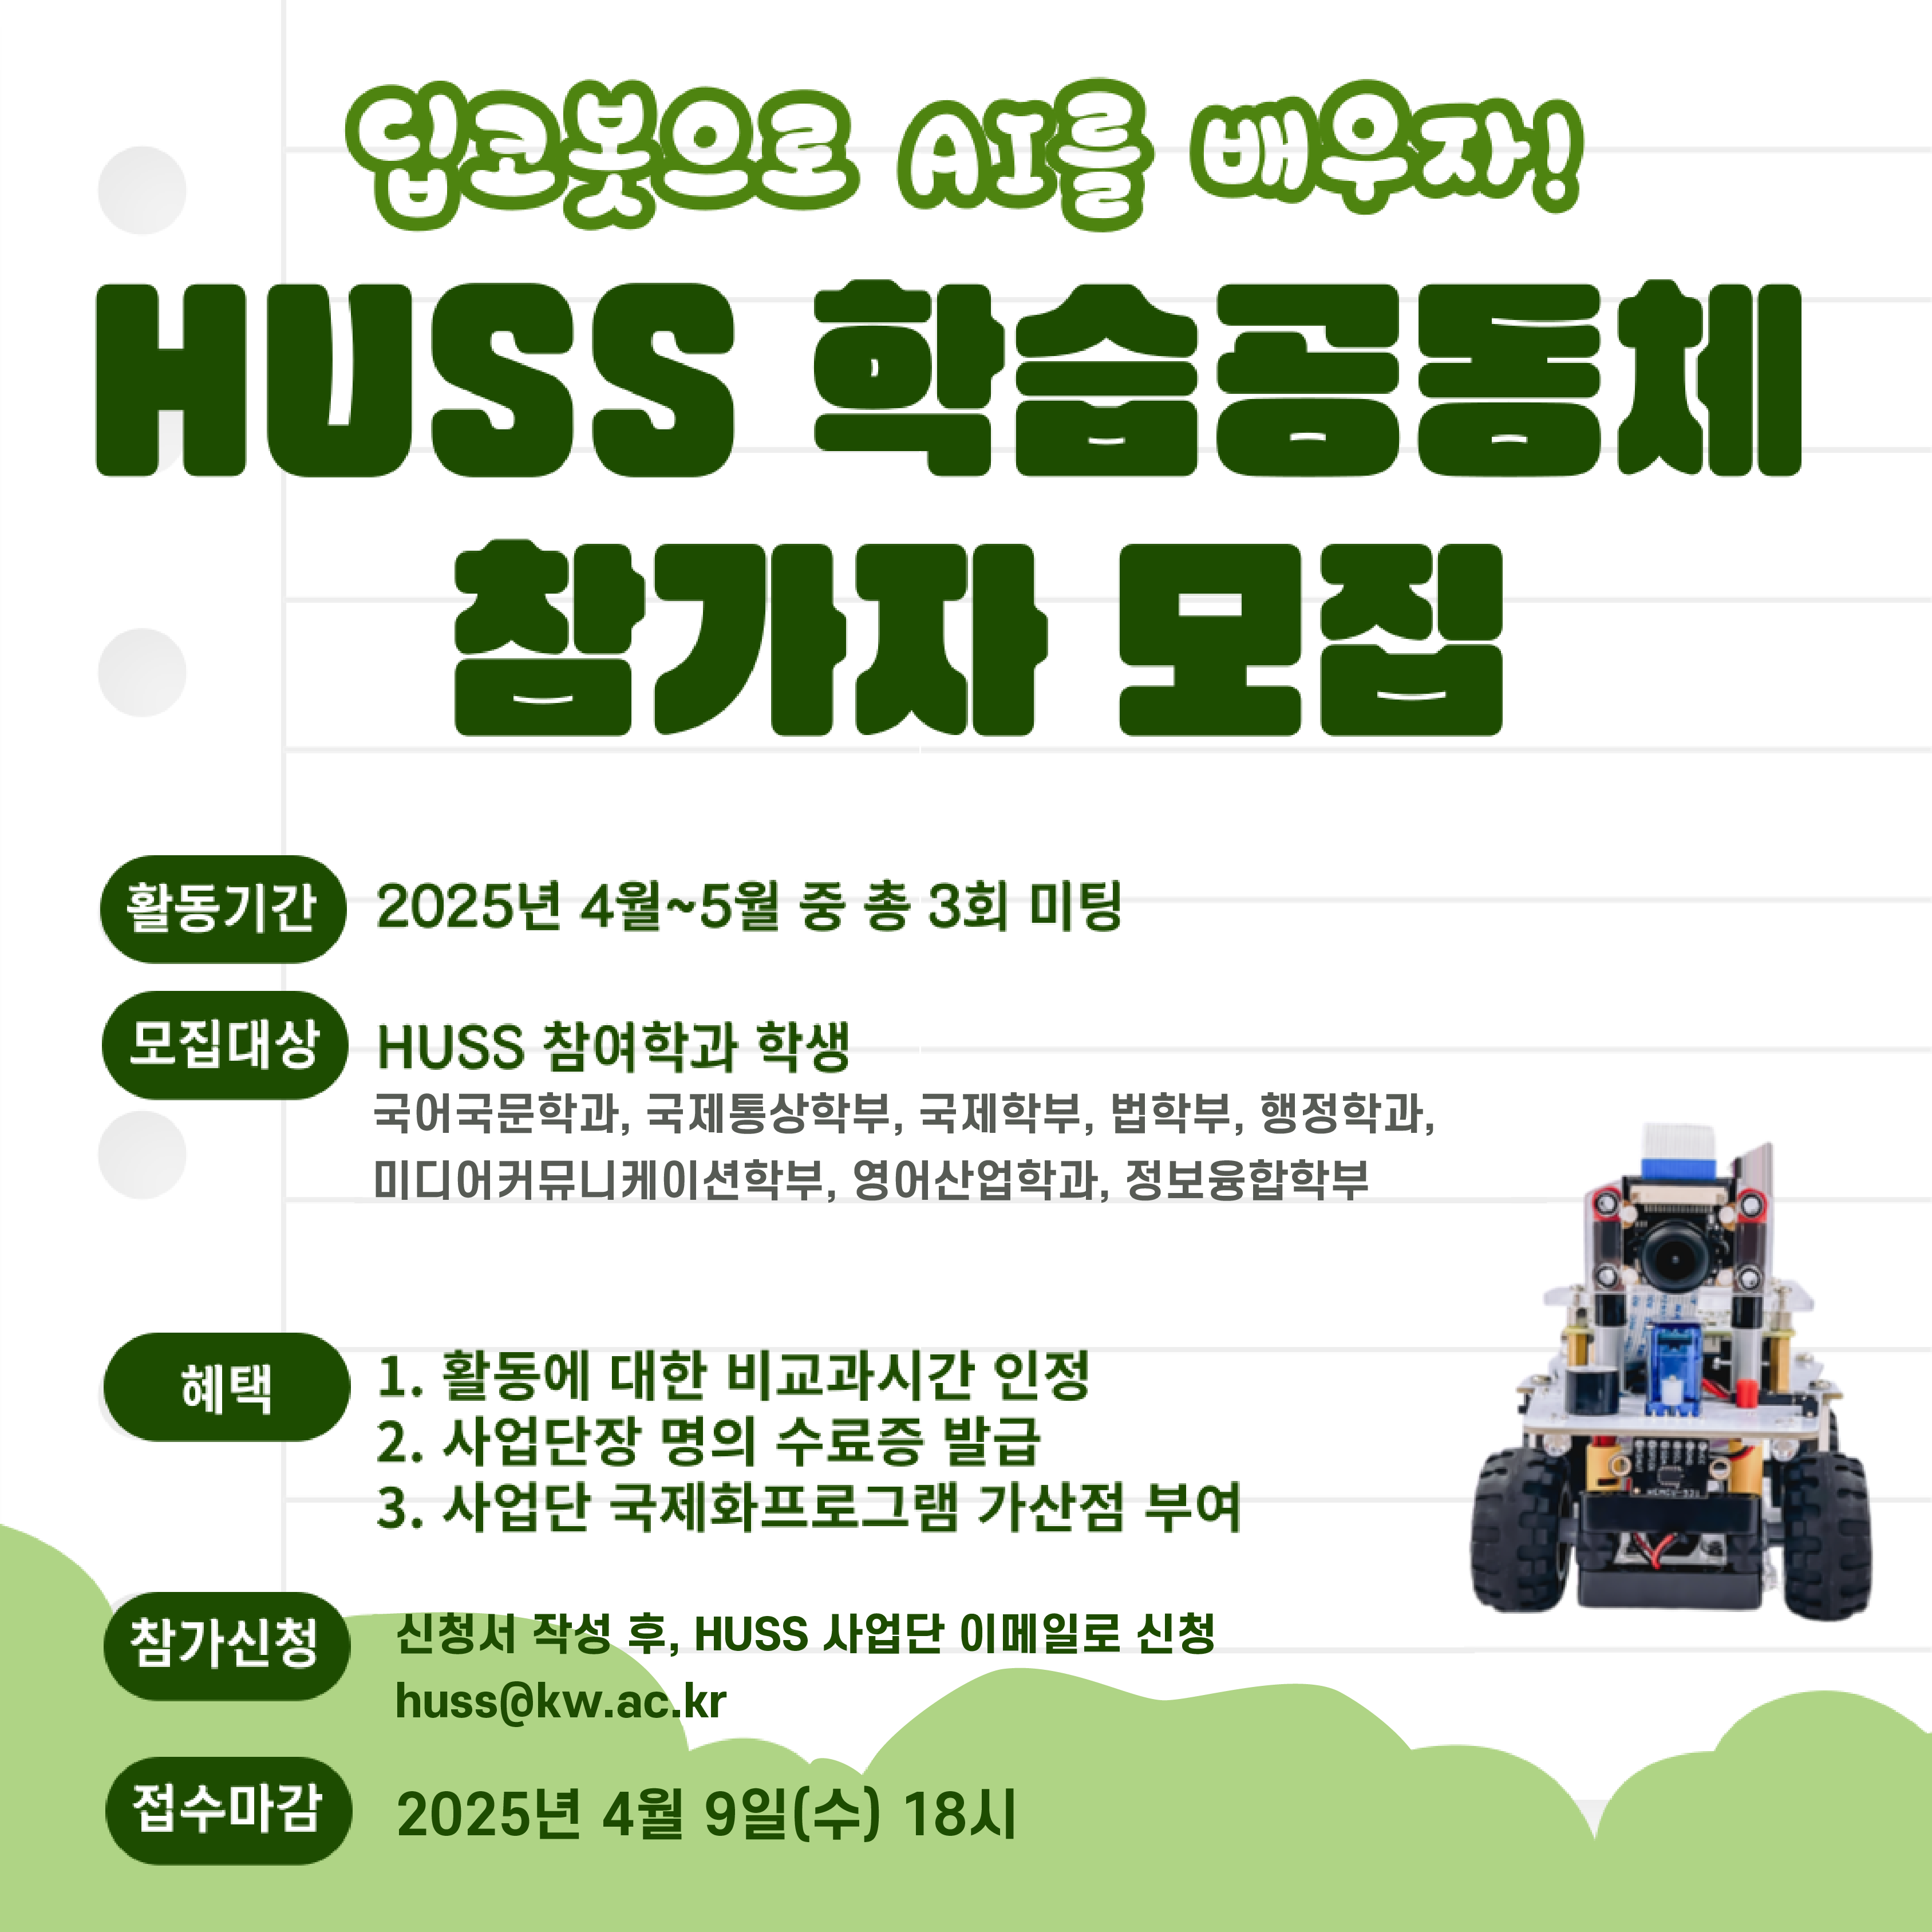 딥코봇으로 AI를 배우자!
HUSS 학습공동체
참가자 모집
활동기간 2025년 4월~5월 중 총 3회 미팅
모집대상 HUSS 참여학과 학생
국어국문학과, 국제통상학부, 국제학부, 법학부, 행정학과,
미디어커뮤니케이션학부, 영어산업학과, 정보융합학부
혜택 1. 활동에 대한 비교과시간 인정
2. 사업단장 명의 수료증 발급
3. 사업단 국제화프로그램 가산점 부여
참가신청 신청서 작성 후, HUSS 사업단 이메일로 신청
huss@kw.ac.kr
접수마감 2025년 4월 9일(수) 18시